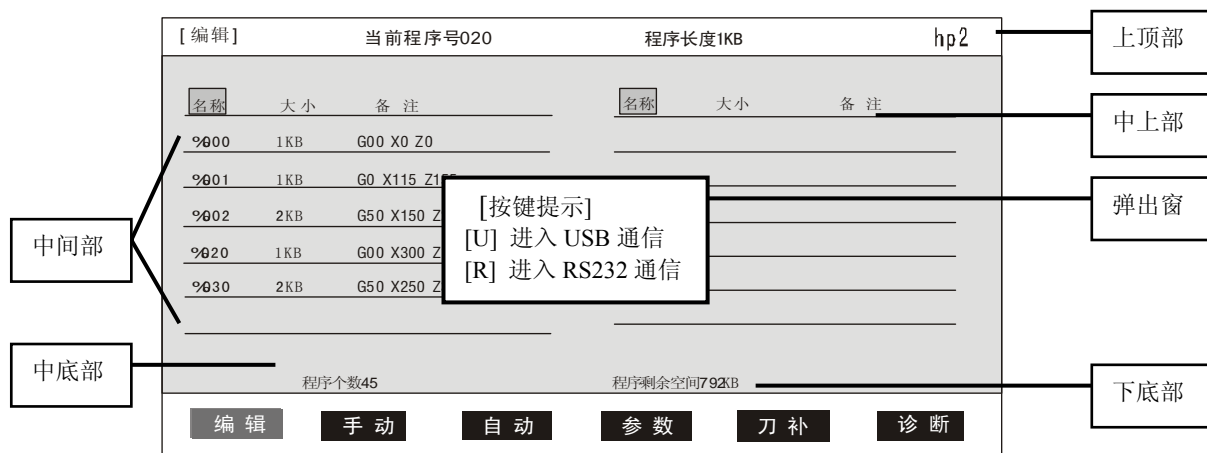 [编辑] 当前程序号020 程序长度1KB hp2
上顶部
名称 大小 备 注 名称 大小 备 注
中上部
%000 1KB G00 X0 Z0
%001 1KB G0 X115 Z155
弹出窗
[按键提示]
%002 2KB G50 X150 Z
[U] 进入 USB 通信
中间部
%020 1KB G00 X300 Z
[R] 进入 RS232 通信
%030 2KB G50 X250 Z
中底部
程序个数45 程序剩余空间792KB
下底部
编 辑 手 动 自 动 参 数 刀 补 诊 断